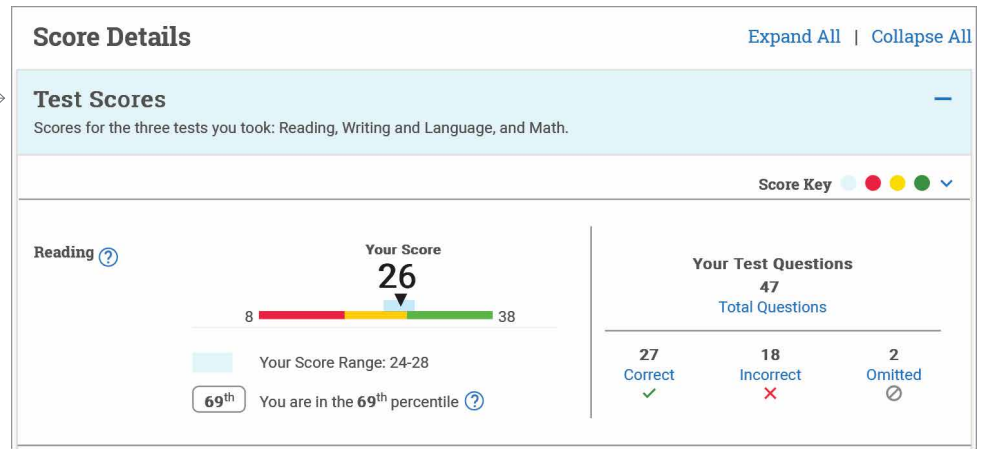 Score Details
Expand All | Collapse All
Test Scores
Scores for the three tests you took: Reading, Writing and Language, and Math.
Score Key
Reading ?
Your Score
26
8 38
Your Score Range: 24-28
69th You are in the 69th percentile ?
Your Test Questions
47
Total Questions
27 18 2
Correct Incorrect Omitted